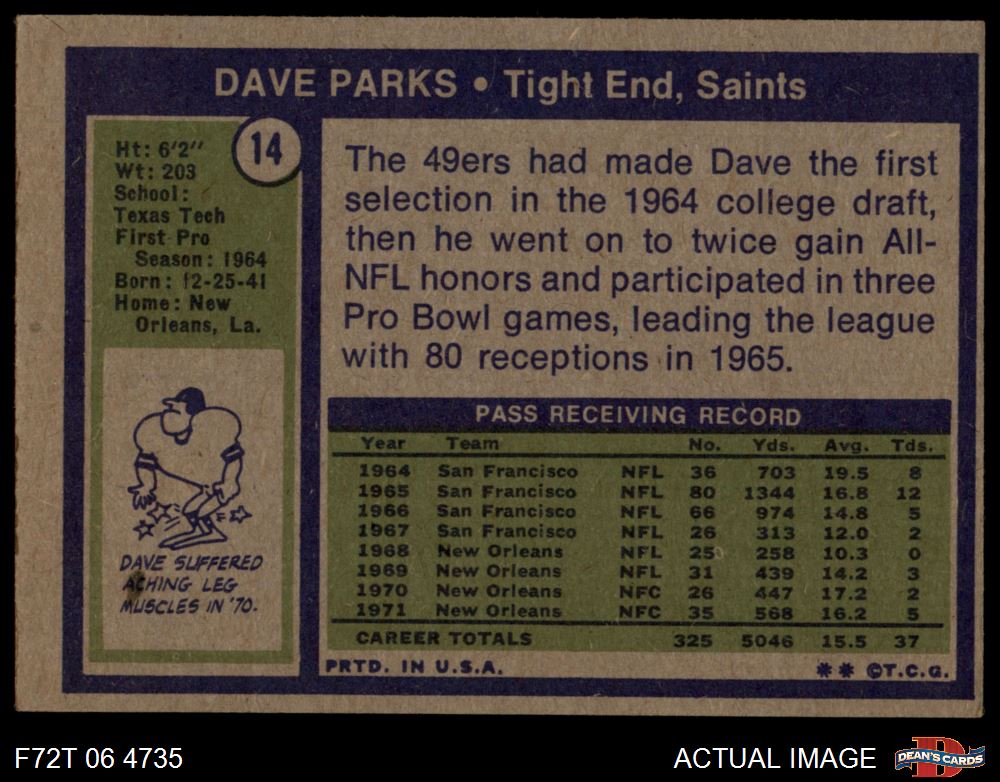 DAVE PARKS • Tight End, Saints
14
Ht: 6'2"
Wt: 203
School:
Texas Tech
First Pro
Season: 1964
Born: 12-25-41
Home: New
Orleans, La.
DAVE SUFFERED
ACHING LEG
MUSCLES IN '70.
The 49ers had made Dave the first
selection in the 1964 college draft,
then he went on to twice gain All-
NFL honors and participated in three
Pro Bowl games, leading the league
with 80 receptions in 1965.
PASS RECEIVING RECORD
Year Team No. Yds. Avg. Tds.
1964 San Francisco NFL 36 703 19.5 8
1965 San Francisco NFL 80 1344 16.8 12
1966 San Francisco NFL 66 974 14.8 5
1967 San Francisco NFL 26 313 12.0 2
1968 New Orleans NFL 25 258 10.3 0
1969 New Orleans NFL 31 439 14.2 3
1970 New Orleans NFC 26 447 17.2 2
1971 New Orleans NFC 35 568 16.2 5
CAREER TOTALS 325 5046 15.5 37
PRTD. IN U.S.A. ** ©T.C.G.
F72T 06 4735
ACTUAL IMAGE
D
DEAN'S CARDS